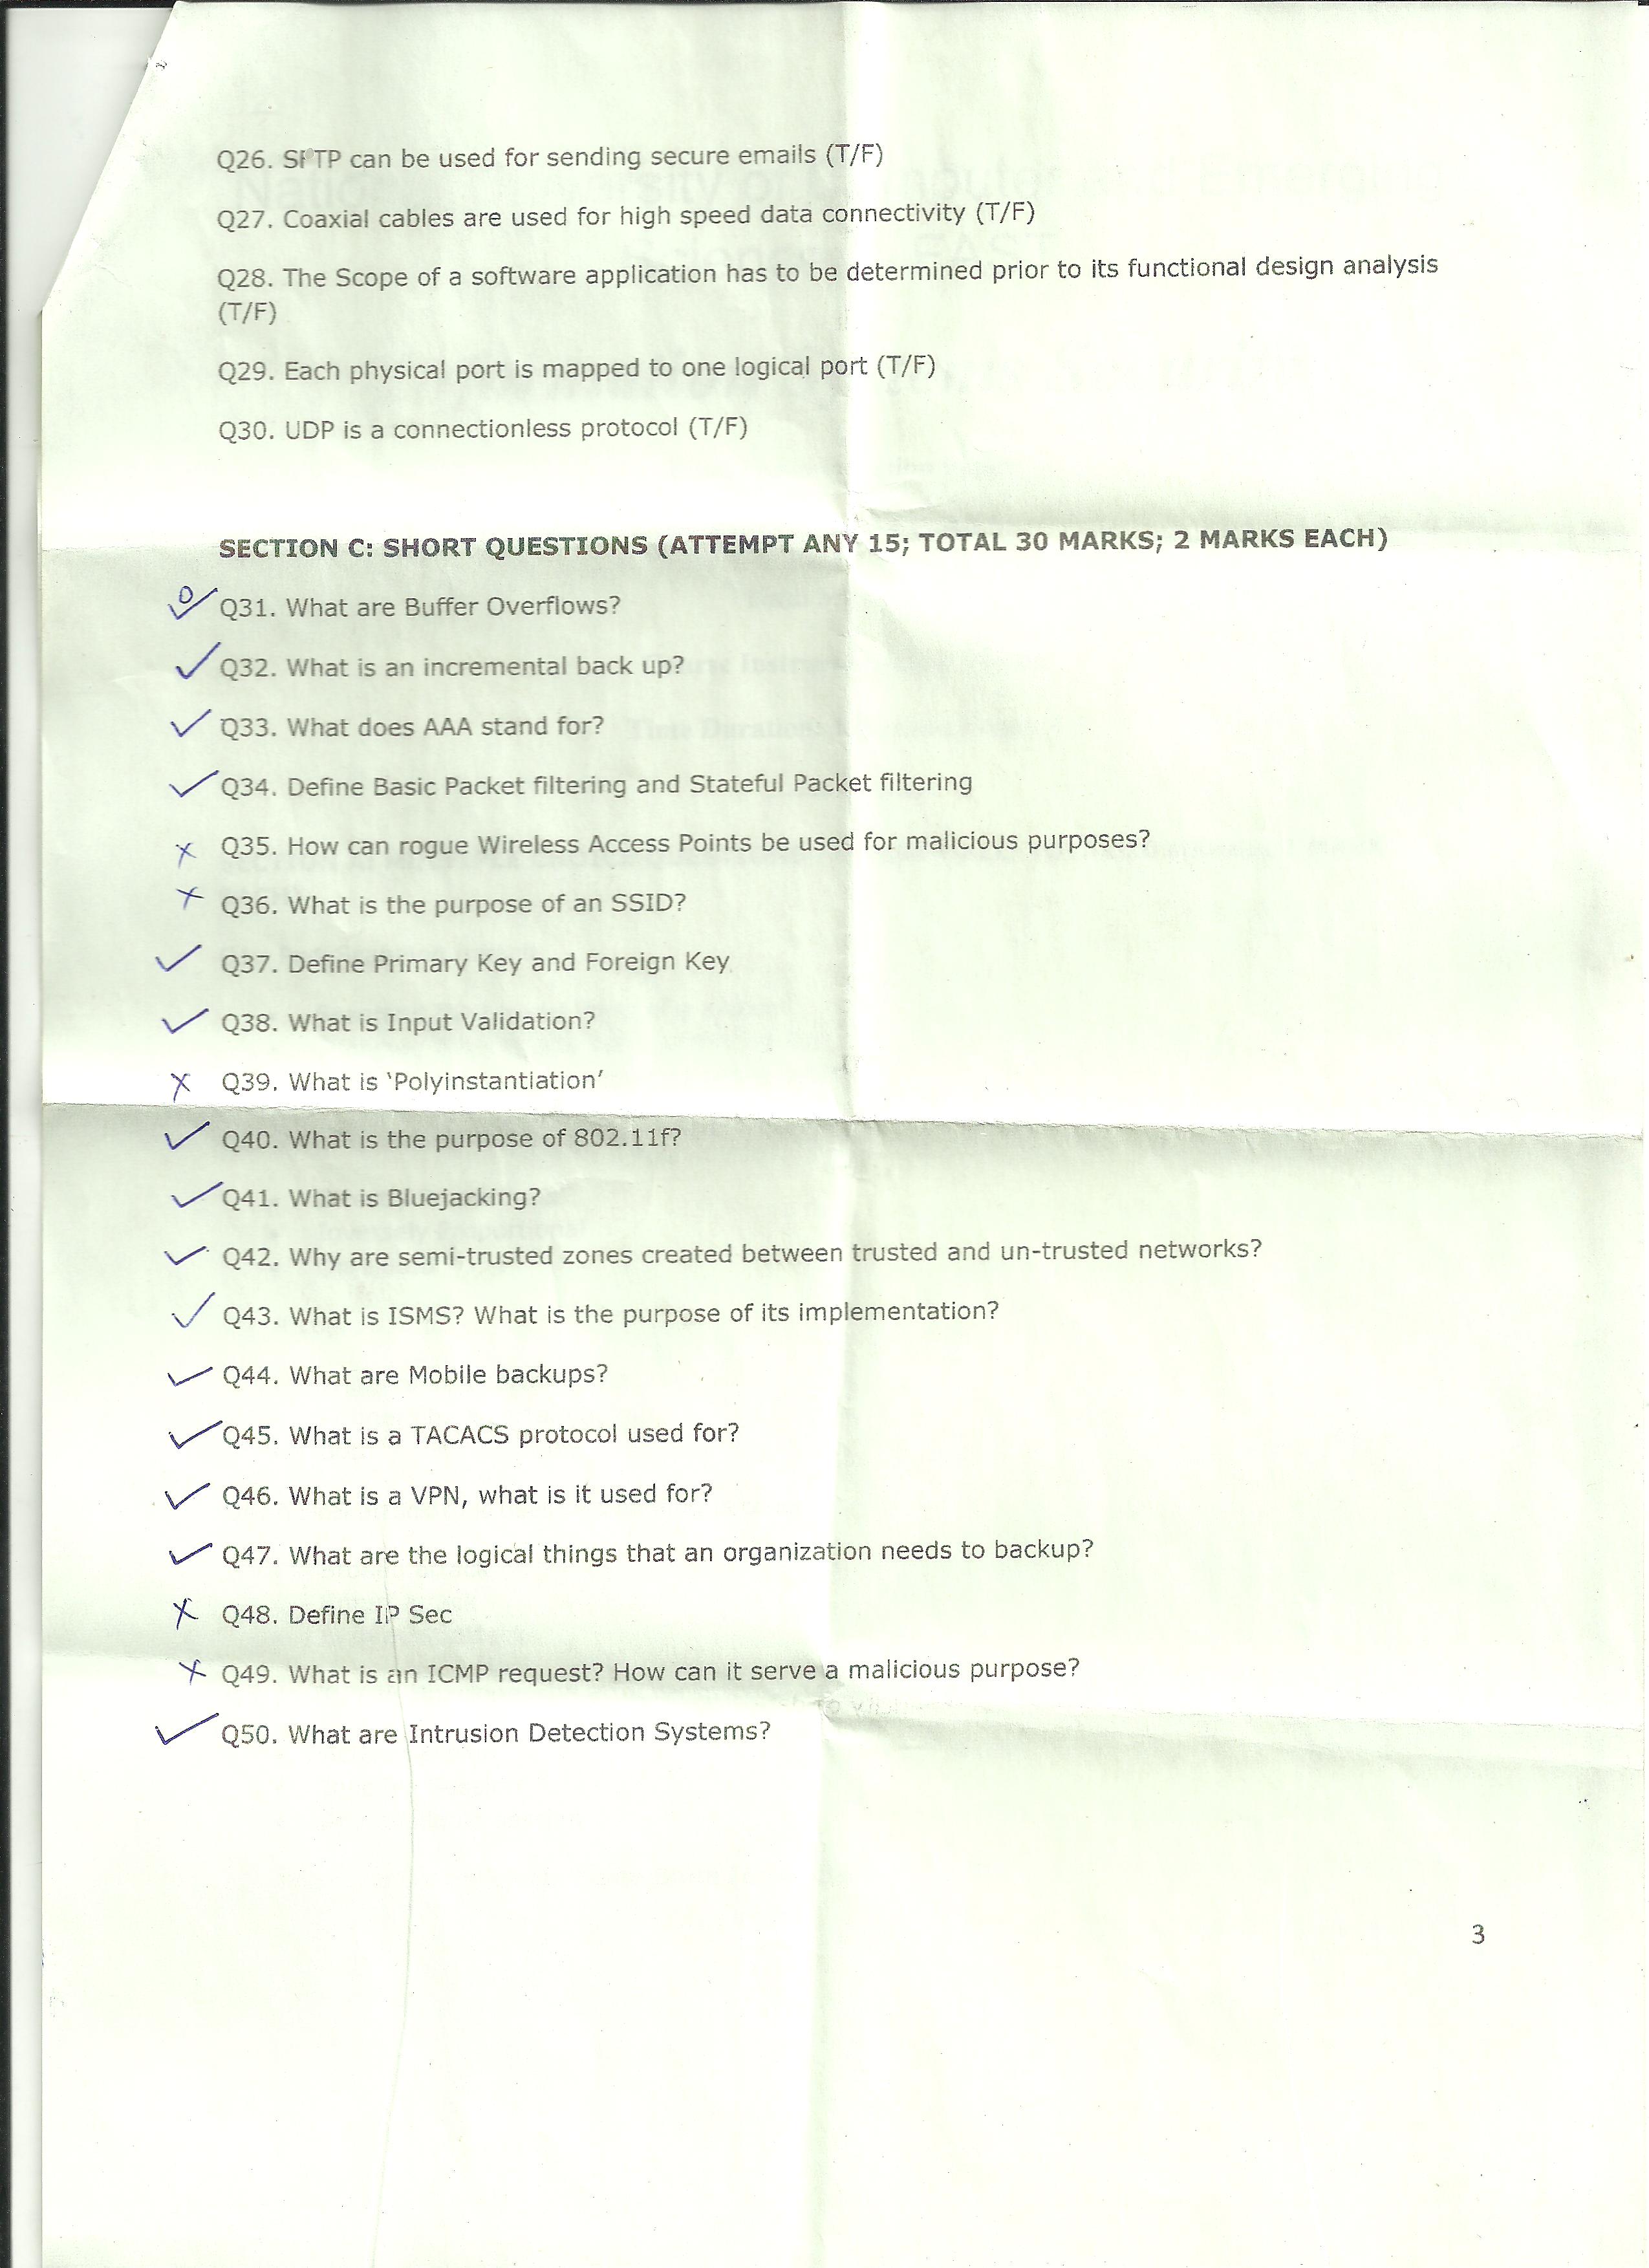 Q26. SFTP can be used for sending secure emails (T/F)
Q27. Coaxial cables are used for high speed data connectivity (T/F)
Q28. The Scope of a software application has to be determined prior to its functional design analysis
(T/F)
Q29. Each physical port is mapped to one logical port (T/F)
Q30. UDP is a connectionless protocol (T/F)
SECTION C: SHORT QUESTIONS (ATTEMPT ANY 15; TOTAL 30 MARKS; 2 MARKS EACH)
Q31. What are Buffer Overflows?
Q32. What is an incremental back up?
Q33. What does AAA stand for?
Q34. Define Basic Packet filtering and Stateful Packet filtering
Q35. How can rogue Wireless Access Points be used for malicious purposes?
Q36. What is the purpose of an SSID?
Q37. Define Primary Key and Foreign Key
Q38. What is Input Validation?
Q39. What is ‘Polyinstantiation’
Q40. What is the purpose of 802.11f?
Q41. What is Bluejacking?
Q42. Why are semi-trusted zones created between trusted and un-trusted networks?
Q43. What is ISMS? What is the purpose of its implementation?
Q44. What are Mobile backups?
Q45. What is a TACACS protocol used for?
Q46. What is a VPN, what is it used for?
Q47. What are the logical things that an organization needs to backup?
Q48. Define IP Sec
Q49. What is an ICMP request? How can it serve a malicious purpose?
Q50. What are Intrusion Detection Systems?
3